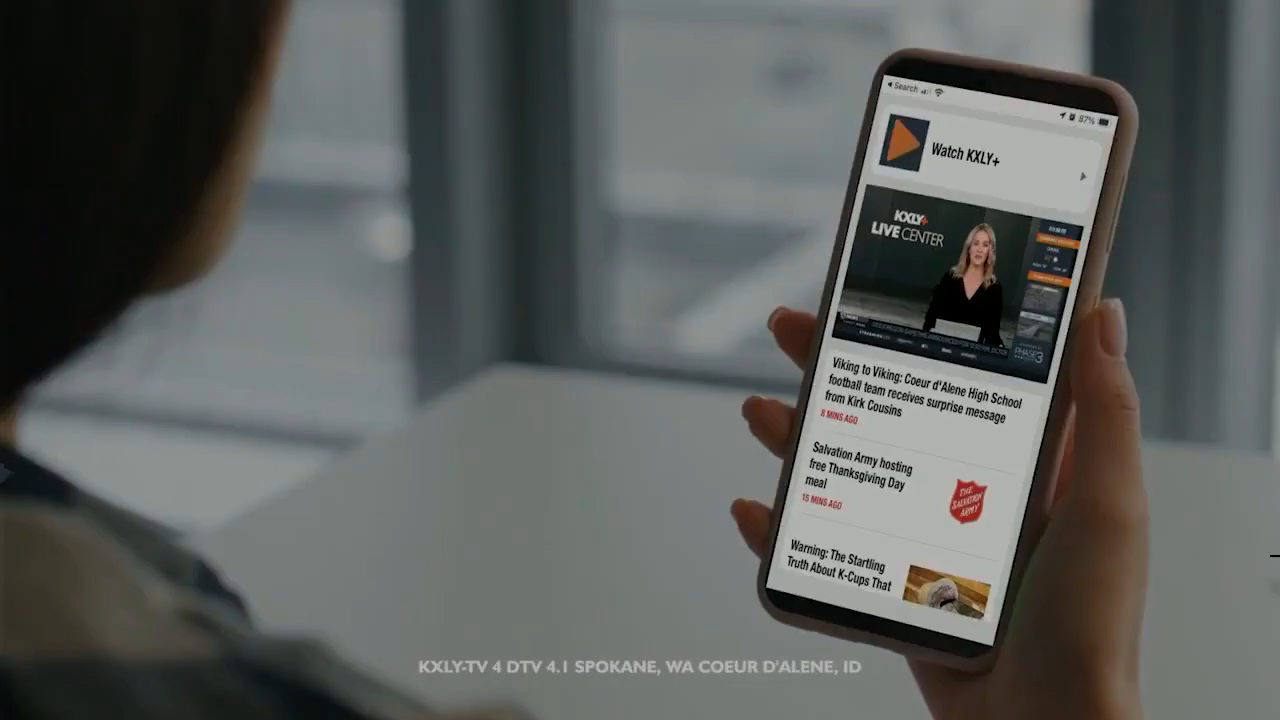 Search
87%
Watch KXLY+
KXLY+
LIVE CENTER
PHASE3
Viking to Viking: Coeur d'Alene High School
football team receives surprise message
from Kirk Cousins
8 MINS AGO
Salvation Army hosting
free Thanksgiving Day
meal
15 MINS AGO
THE
SALVATION
ARMY
Warning: The Startling
Truth About K-Cups That
KXLY-TV 4 DTV 4.1 SPOKANE, WA COEUR D'ALENE, ID